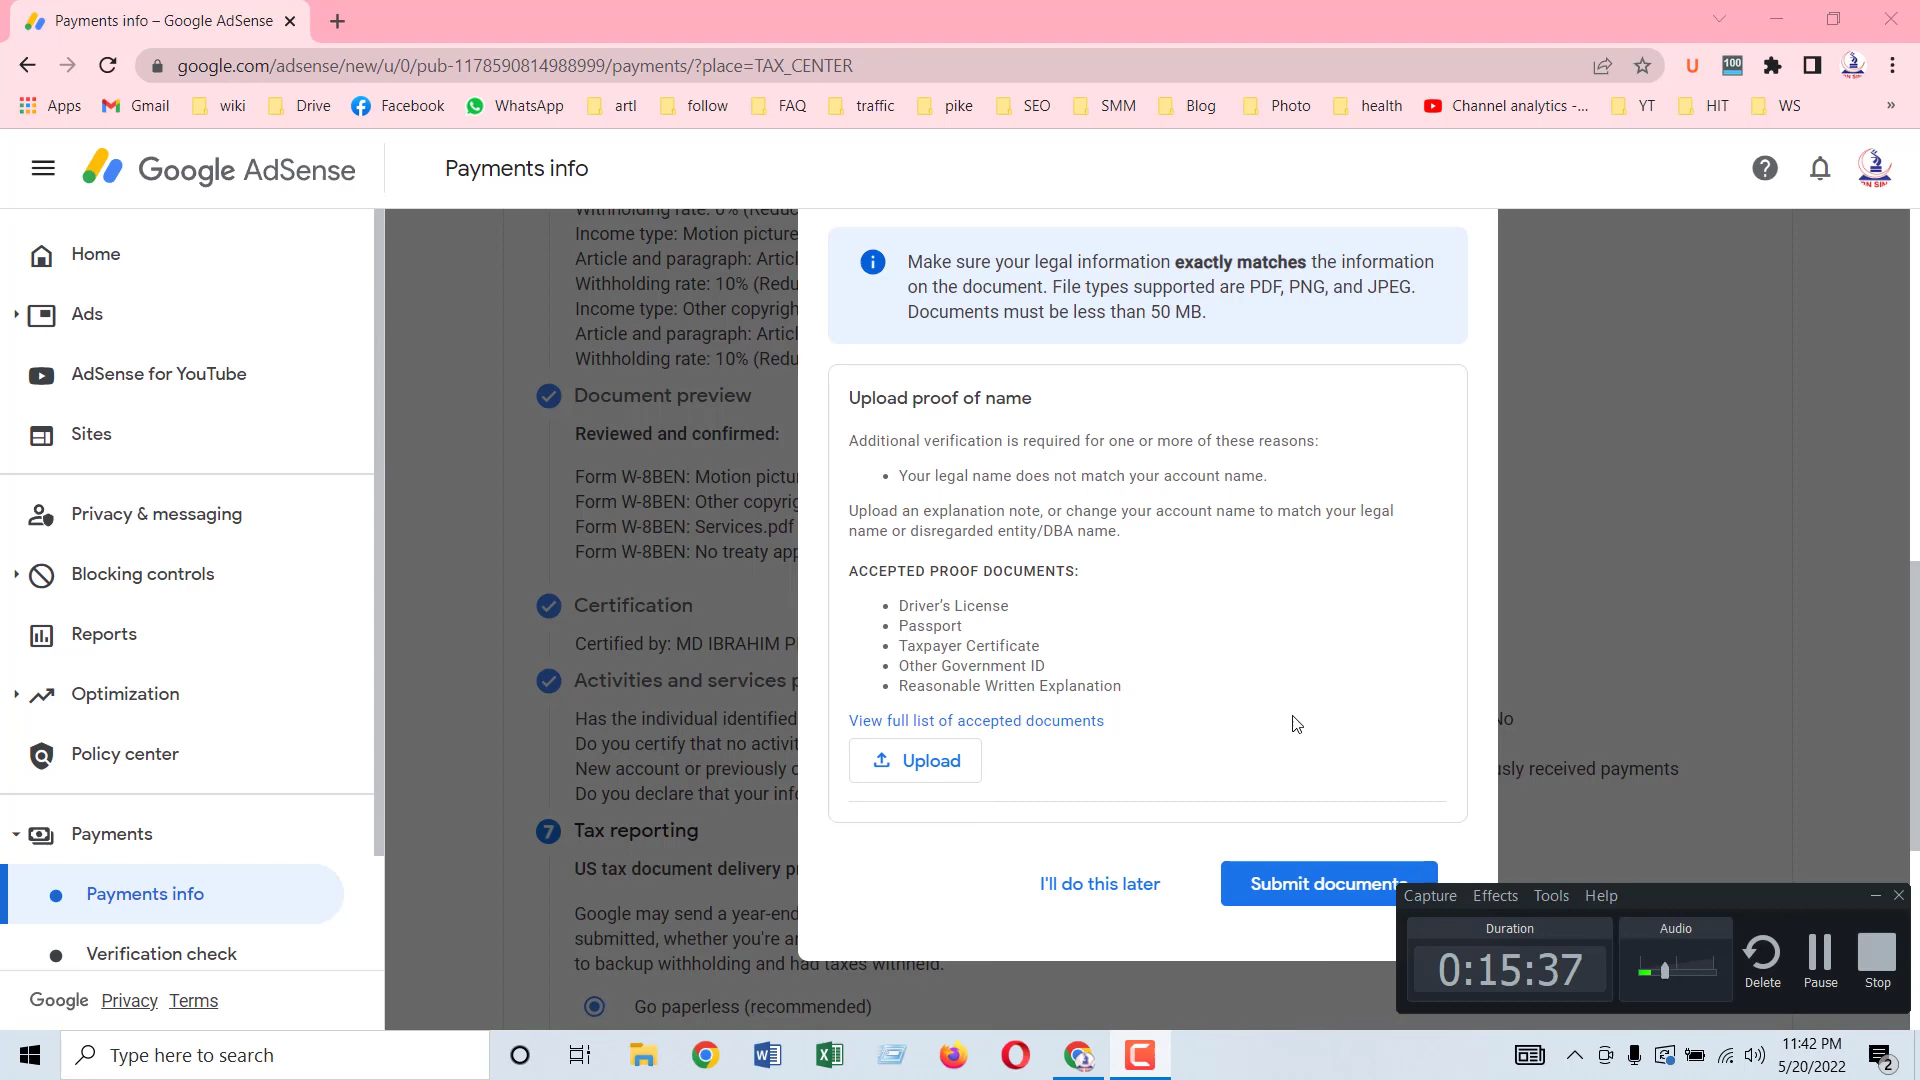 Payments info – Google AdSense
google.com/adsense/new/u/0/pub-1178590814988999/payments/?place=TAX_CENTER
U
100
Apps
Gmail
wiki
Drive
Facebook
WhatsApp
artl
follow
FAQ
traffic
pike
SEO
SMM
Blog
Photo
health
Channel analytics -...
YT
HIT
WS
»
Google AdSense
Payments info
Home
Ads
AdSense for YouTube
Sites
Privacy & messaging
Blocking controls
Reports
Optimization
Policy center
Payments
Payments info
Verification check
Google Privacy Terms
Withholding rate: 0% (Reduc
Income type: Motion picture
Article and paragraph: Articl
Withholding rate: 10% (Redu
Income type: Other copyrigh
Article and paragraph: Articl
Withholding rate: 10% (Redu
Document preview
Reviewed and confirmed:
Form W-8BEN: Motion pictu
Form W-8BEN: Other copyrig
Form W-8BEN: Services.pdf
Form W-8BEN: No treaty app
Certification
Certified by: MD IBRAHIM P
Activities and services p
Has the individual identified
No
Do you certify that no activit
New account or previously c
usly received payments
Do you declare that your info
7 Tax reporting
US tax document delivery pr
Google may send a year-end
submitted, whether you're an
to backup withholding and had taxes withheld.
Go paperless (recommended)
Make sure your legal information exactly matches the information
on the document. File types supported are PDF, PNG, and JPEG.
Documents must be less than 50 MB.
Upload proof of name
Additional verification is required for one or more of these reasons:
• Your legal name does not match your account name.
Upload an explanation note, or change your account name to match your legal
name or disregarded entity/DBA name.
ACCEPTED PROOF DOCUMENTS:
• Driver's License
• Passport
• Taxpayer Certificate
• Other Government ID
• Reasonable Written Explanation
View full list of accepted documents
Upload
I'll do this later
Submit documents
Capture Effects Tools Help
Duration
0:15:37
Audio
Delete
Pause
Stop
Type here to search
11:42 PM
5/20/2022
2